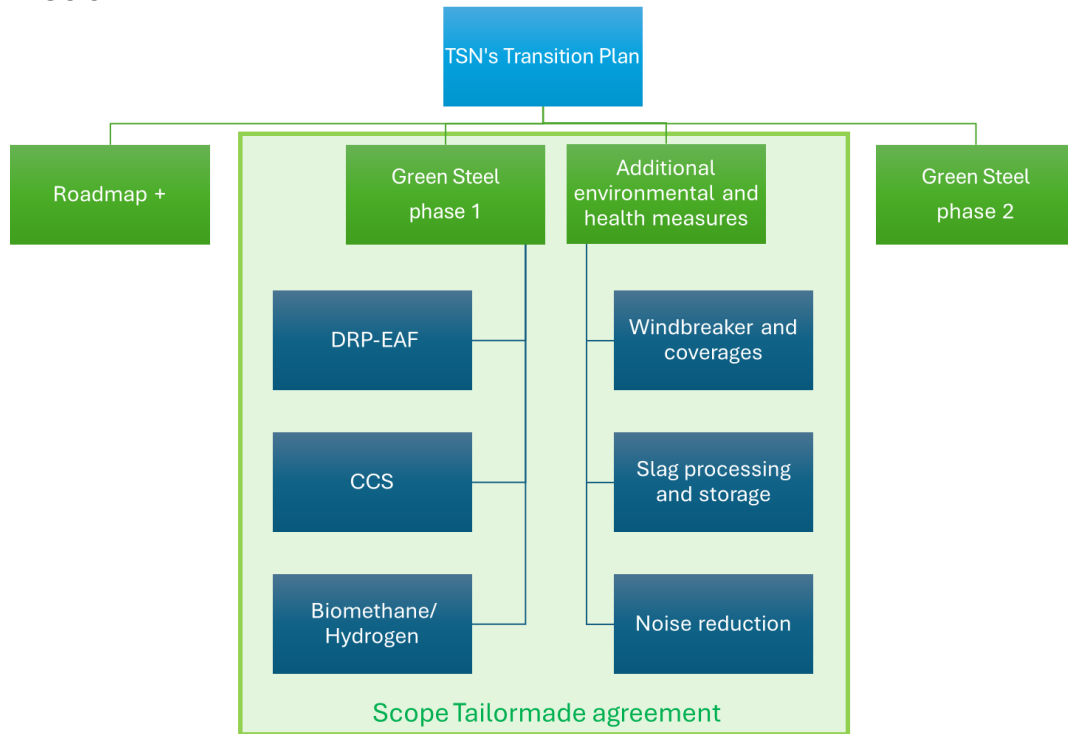 TSN's Transition Plan
Roadmap +
Green Steel
phase 1
Additional
environmental and
health measures
Green Steel
phase 2
DRP-EAF
Windbreaker and
coverages
CCS
Slag processing
and storage
Biomethane/
Hydrogen
Noise reduction
Scope Tailormade agreement